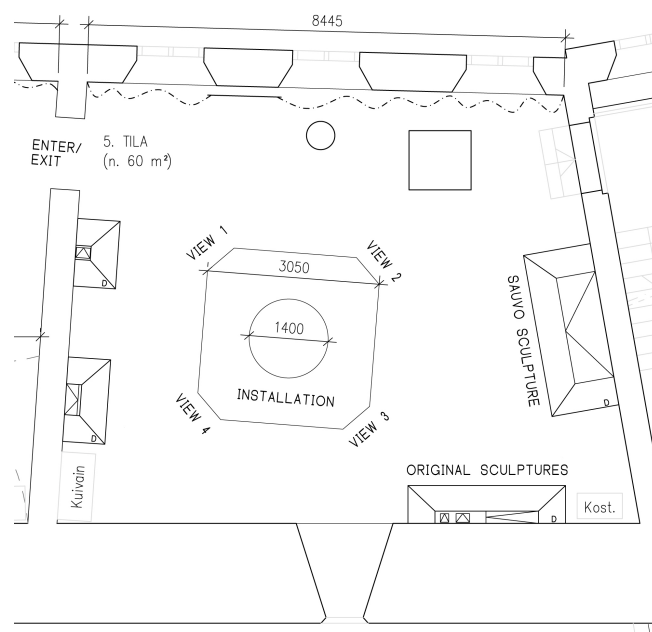 8445
ENTER/
EXIT
5. TILA
(n. 60 m²)
VIEW 1
VIEW 2
3050
D
SAUVO SCULPTURE
1400
INSTALLATION
VIEW 4
VIEW 3
D
D
Kuivain
ORIGINAL SCULPTURES
Kost.
D